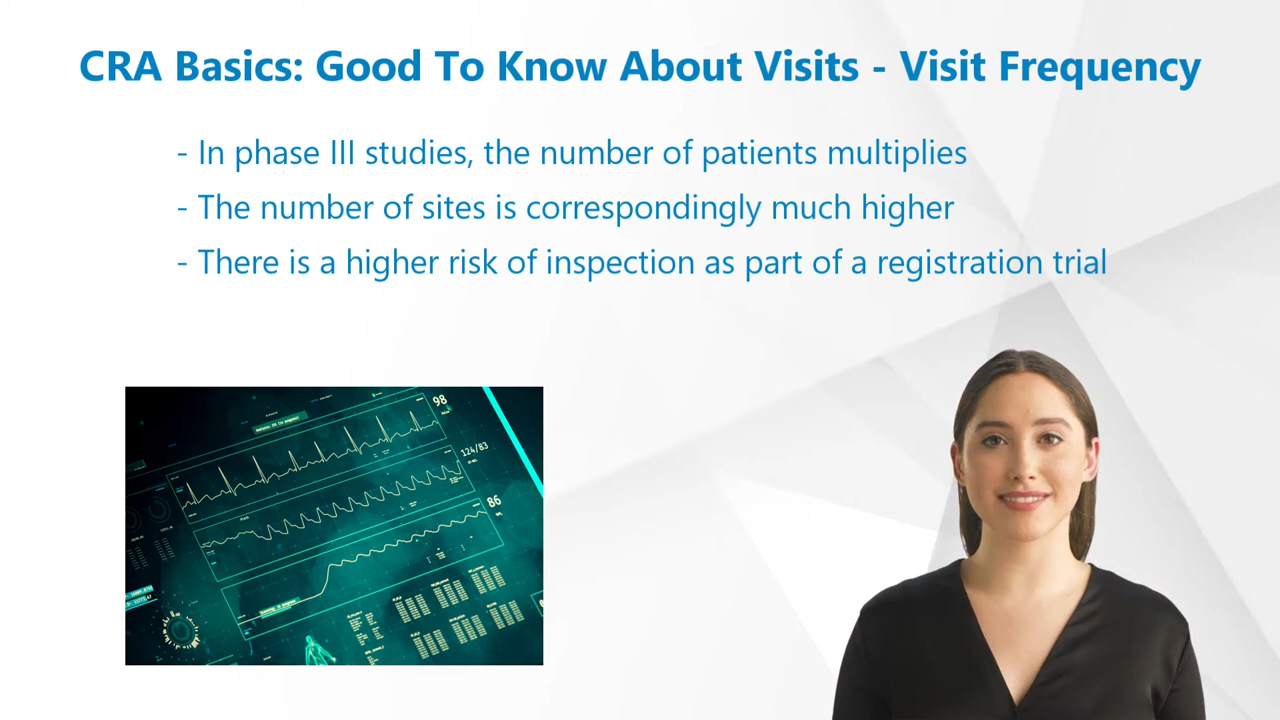 CRA Basics: Good To Know About Visits - Visit Frequency
- In phase III studies, the number of patients multiplies
- The number of sites is correspondingly much higher
- There is a higher risk of inspection as part of a registration trial
98
124/83
86